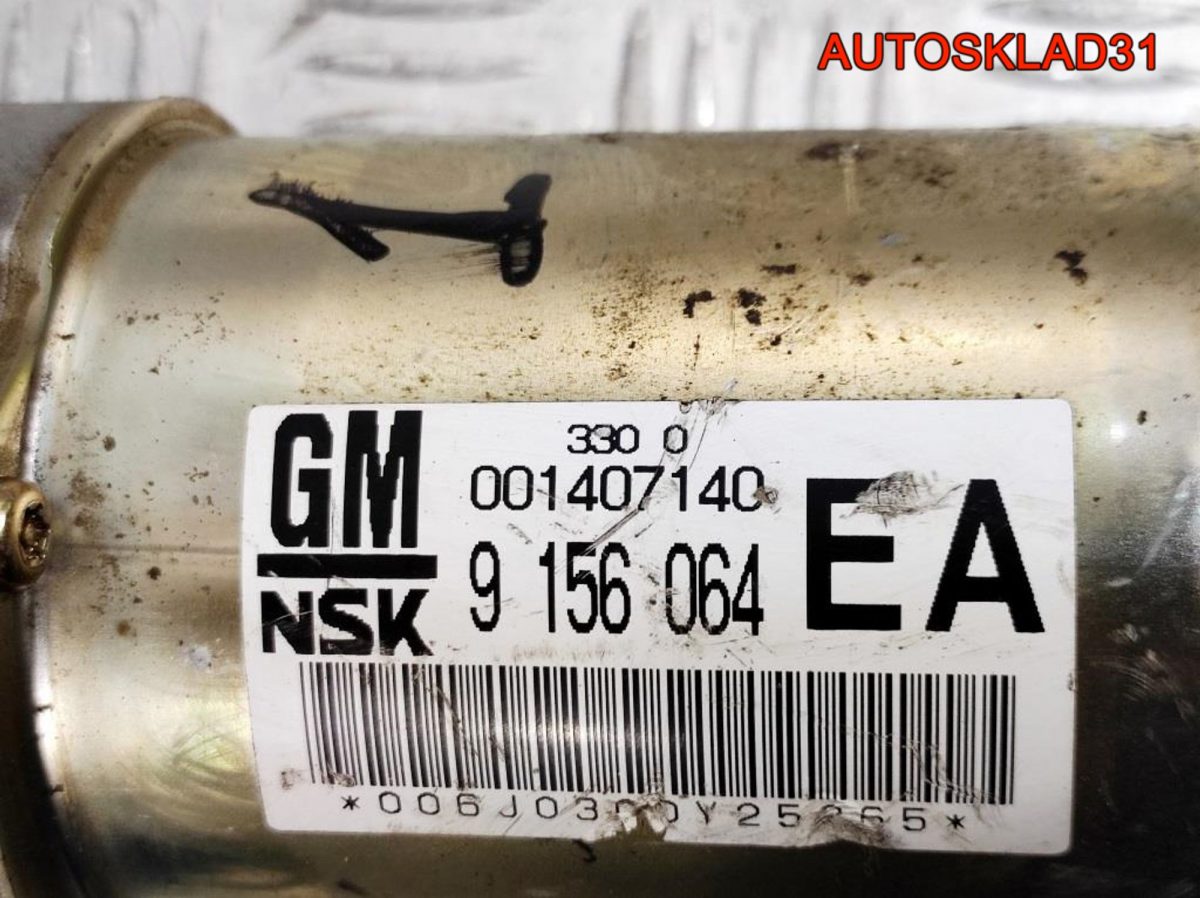 AUTOSKLAD31
GM
NSK
330 0
001407140
9 156 064
EA